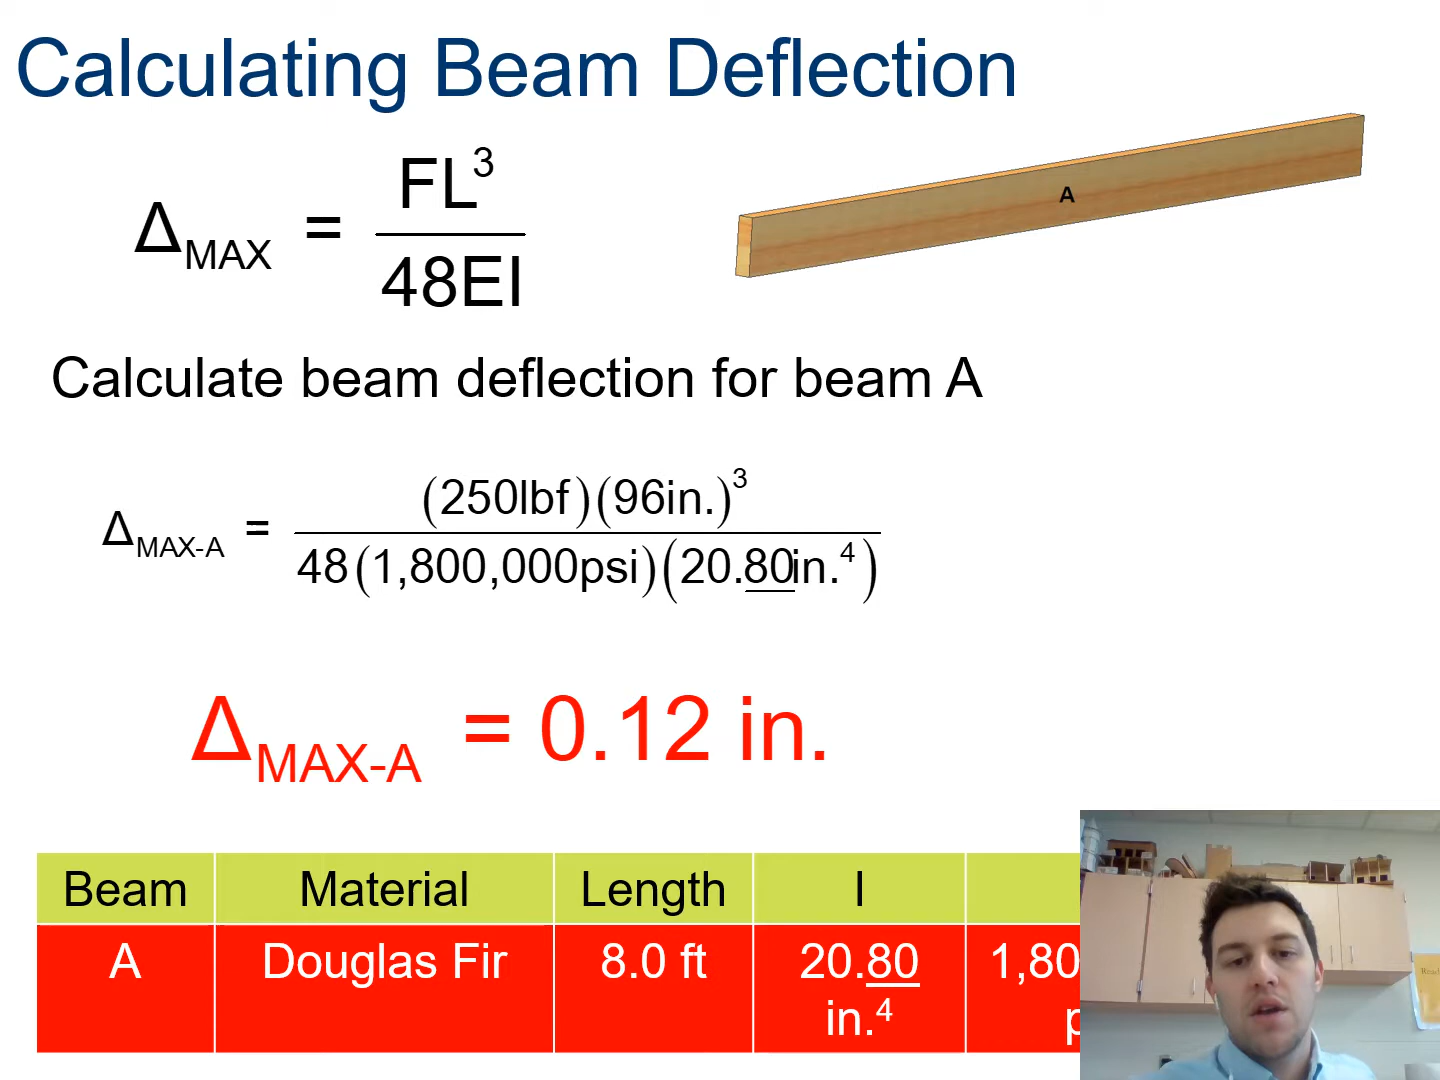 Calculating Beam Deflection
Δ_MAX = FL³ / 48EI
A
Calculate beam deflection for beam A
Δ_MAX-A = (250lbf)(96in.)³ / 48(1,800,000psi)(20.80in.⁴)
Δ_MAX-A = 0.12 in.
Beam Material Length I
A Douglas Fir 8.0 ft 20.80 in.⁴ 1,80